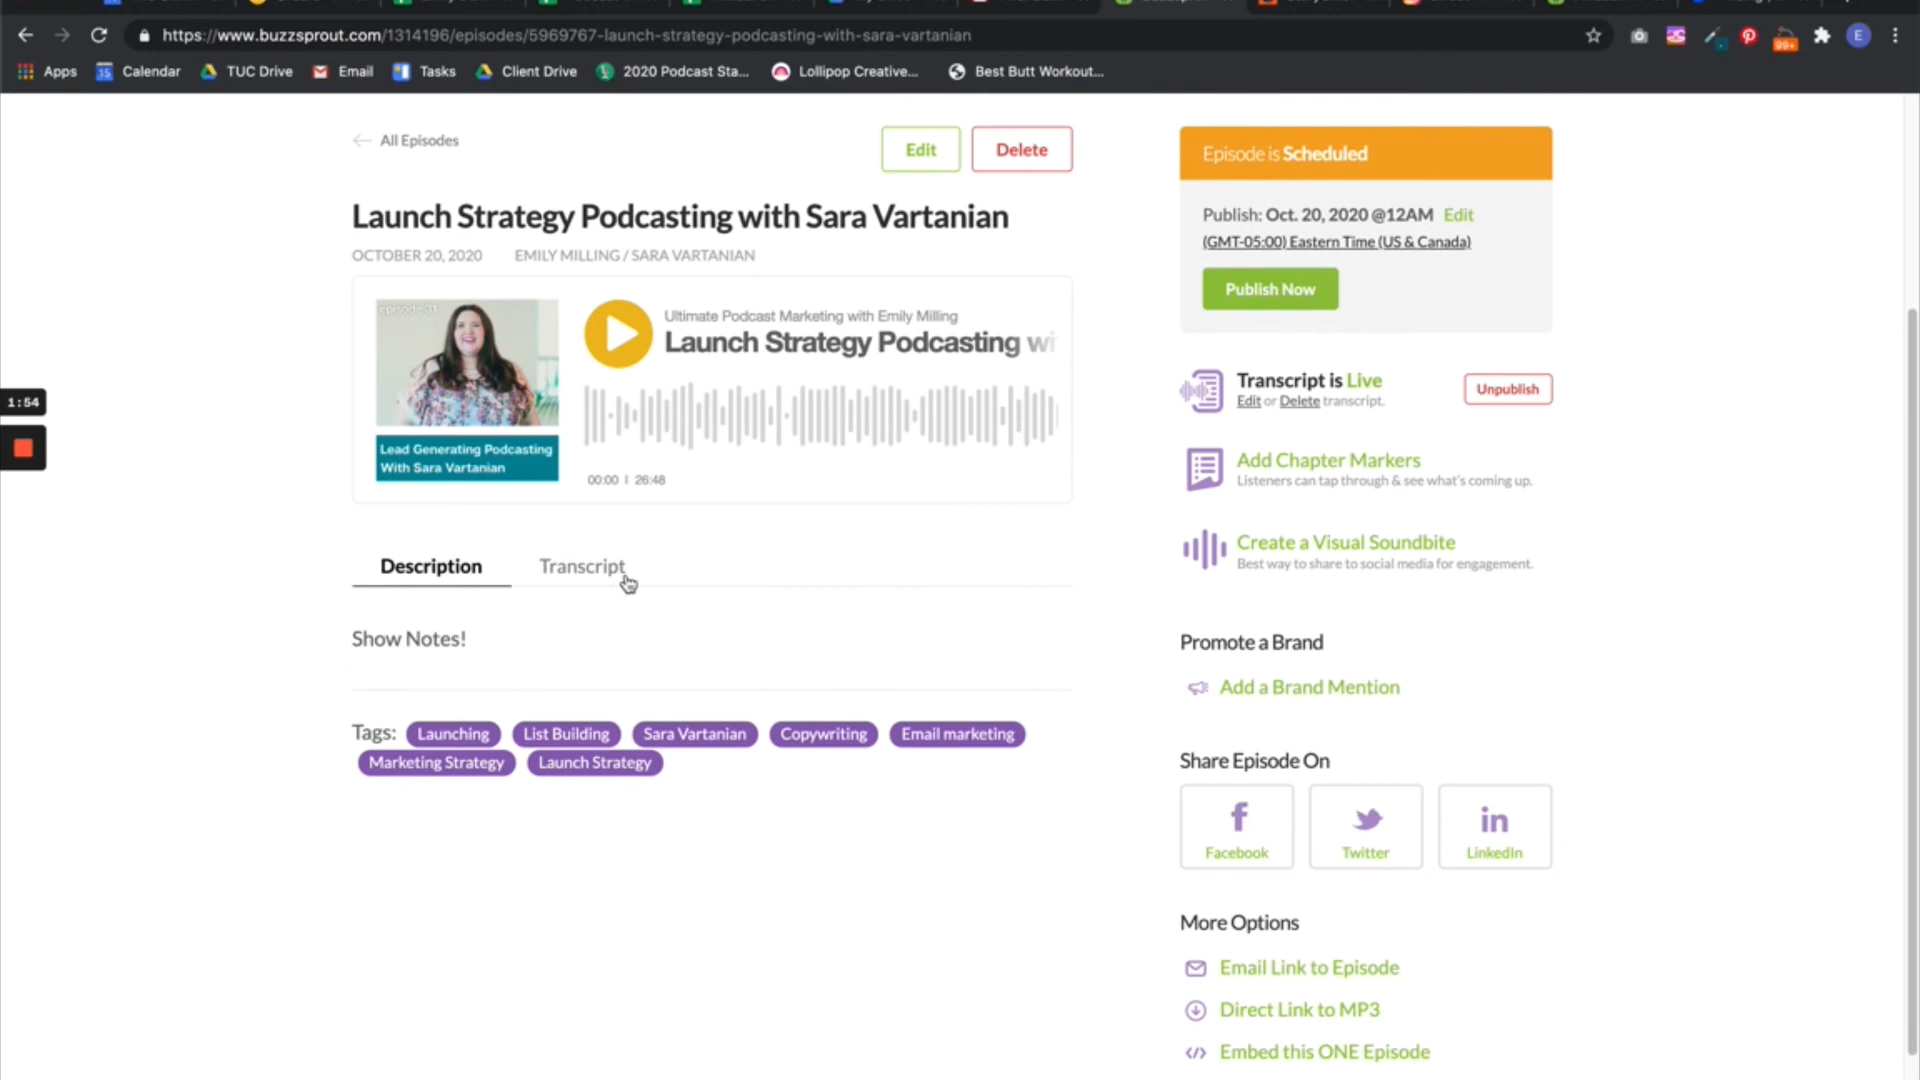 https://www.buzzsprout.com/1314196/episodes/5969767-launch-strategy-podcasting-with-sara-vartanian
99+
E
Apps
15
Calendar
TUC Drive
Email
Tasks
Client Drive
2020 Podcast Sta...
Lollipop Creative...
Best Butt Workout...
All Episodes
Edit
Delete
Launch Strategy Podcasting with Sara Vartanian
OCTOBER 20, 2020 EMILY MILLING / SARA VARTANIAN
episode 31
Lead Generating Podcasting
With Sara Vartanian
Ultimate Podcast Marketing with Emily Milling
Launch Strategy Podcasting wi
00:00 | 26:48
1:54
Description
Transcript
Show Notes!
Tags: Launching List Building Sara Vartanian Copywriting Email marketing
Marketing Strategy Launch Strategy
Episode is Scheduled
Publish: Oct. 20, 2020 @12AM Edit
(GMT-05:00) Eastern Time (US & Canada)
Publish Now
Transcript is Live
Edit or Delete transcript.
Unpublish
Add Chapter Markers
Listeners can tap through & see what's coming up.
Create a Visual Soundbite
Best way to share to social media for engagement.
Promote a Brand
Add a Brand Mention
Share Episode On
Facebook
Twitter
LinkedIn
More Options
Email Link to Episode
Direct Link to MP3
Embed this ONE Episode